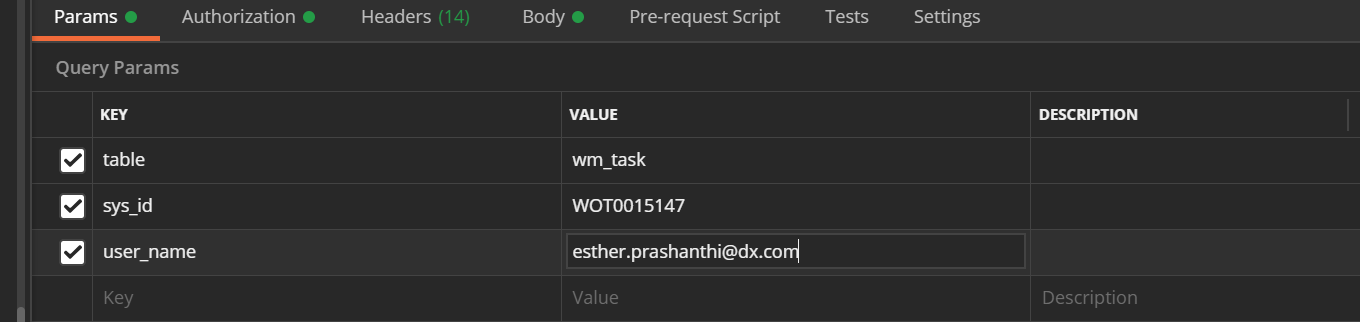 Params Authorization Headers (14) Body Pre-request Script Tests Settings
Query Params
KEY VALUE DESCRIPTION
table wm_task
sys_id WOT0015147
user_name esther.prashanthi@dx.com
Key Value Description